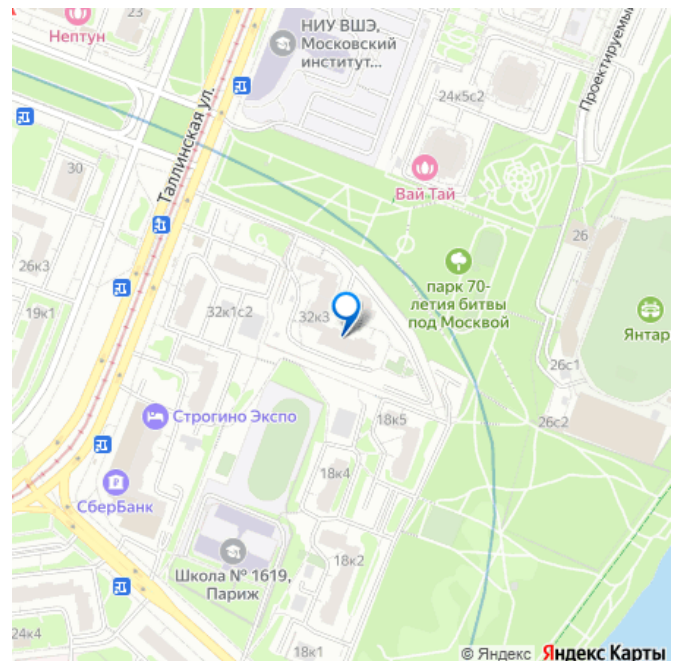 Нептун
23
НИУ ВШЭ,
Московский
институт...
24к5с2
Проектируемый
Таллинская ул.
30
Вай Тай
26к3
19к1
32к1с2
32к3
парк 70-
летия битвы
под Москвой
26
Янтар
26с1
26с2
Строгино Экспо
18к5
18к4
СберБанк
Школа № 1619,
Париж
18к2
24к4
18к1
© Яндекс Яндекс Карты